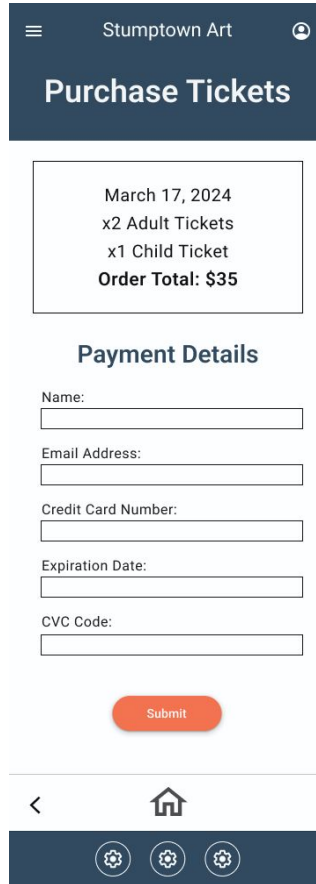 Stumptown Art
Purchase Tickets
March 17, 2024
x2 Adult Tickets
x1 Child Ticket
Order Total: $35
Payment Details
Name:
Email Address:
Credit Card Number:
Expiration Date:
CVC Code:
Submit